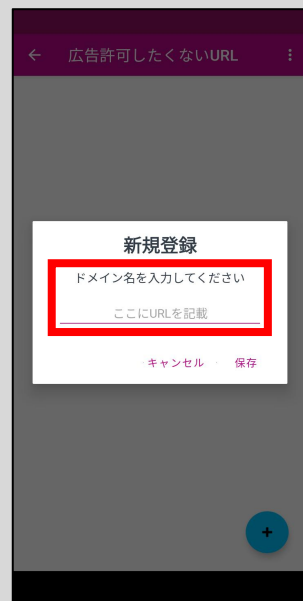 広告許可したくないURL
新規登録
ドメイン名を入力してください
ここにURLを記載
キャンセル
保存